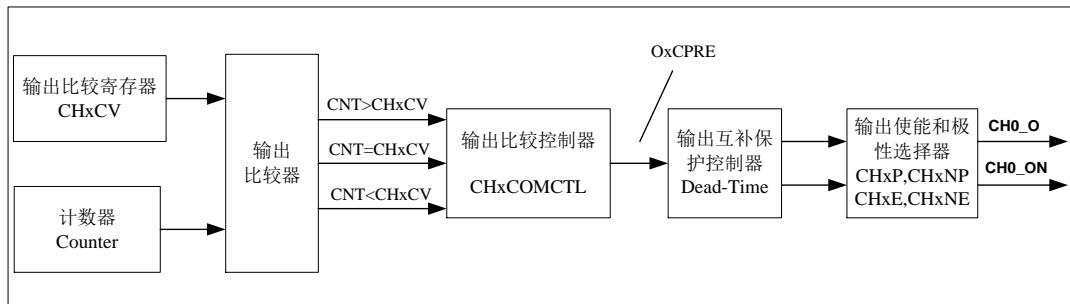 输出比较寄存器
CHxCV
计数器
Counter
输出
比较器
CNT>CHxCV
CNT=CHxCV
CNT<CHxCV
输出比较控制器
CHxCOMCTL
OxCPRE
输出互补保
护控制器
Dead-Time
输出使能和极
性选择器
CHxP,CHxNP
CHxE,CHxNE
CH0_O
CH0_ON